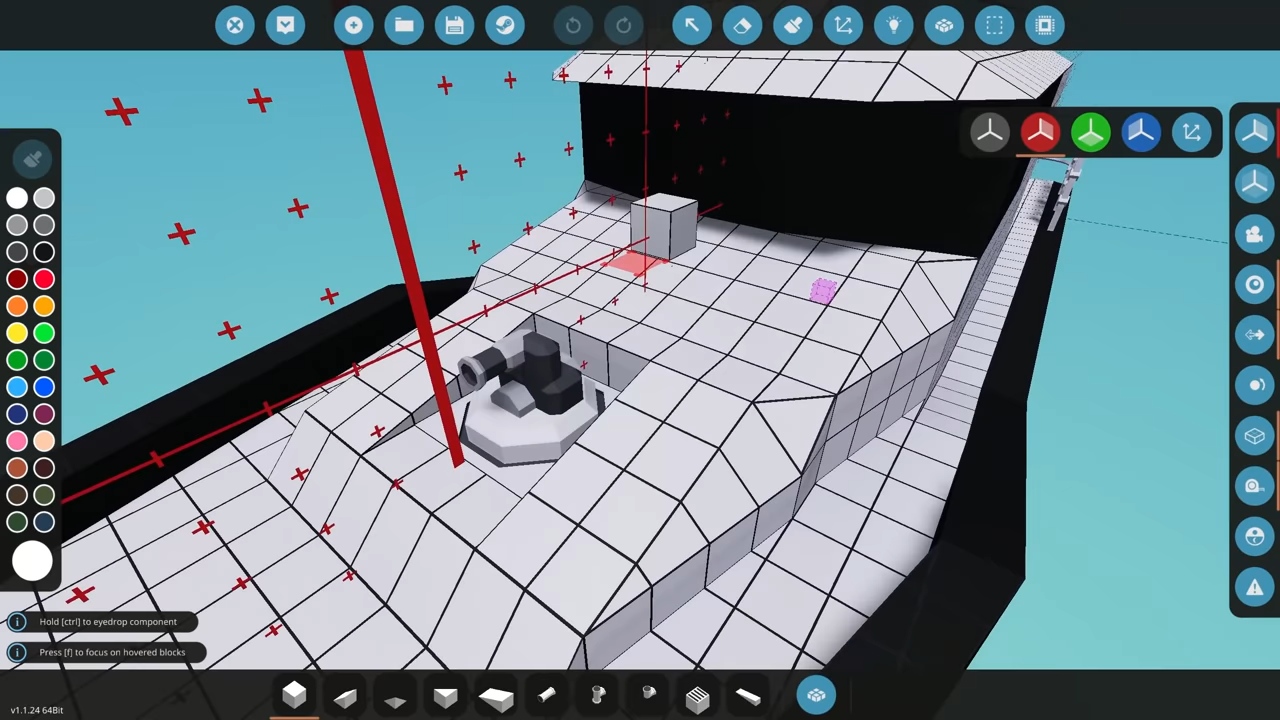 Hold [ctrl] to eyedrop component
Press [f] to focus on hovered blocks
v1.1.24 64Bit